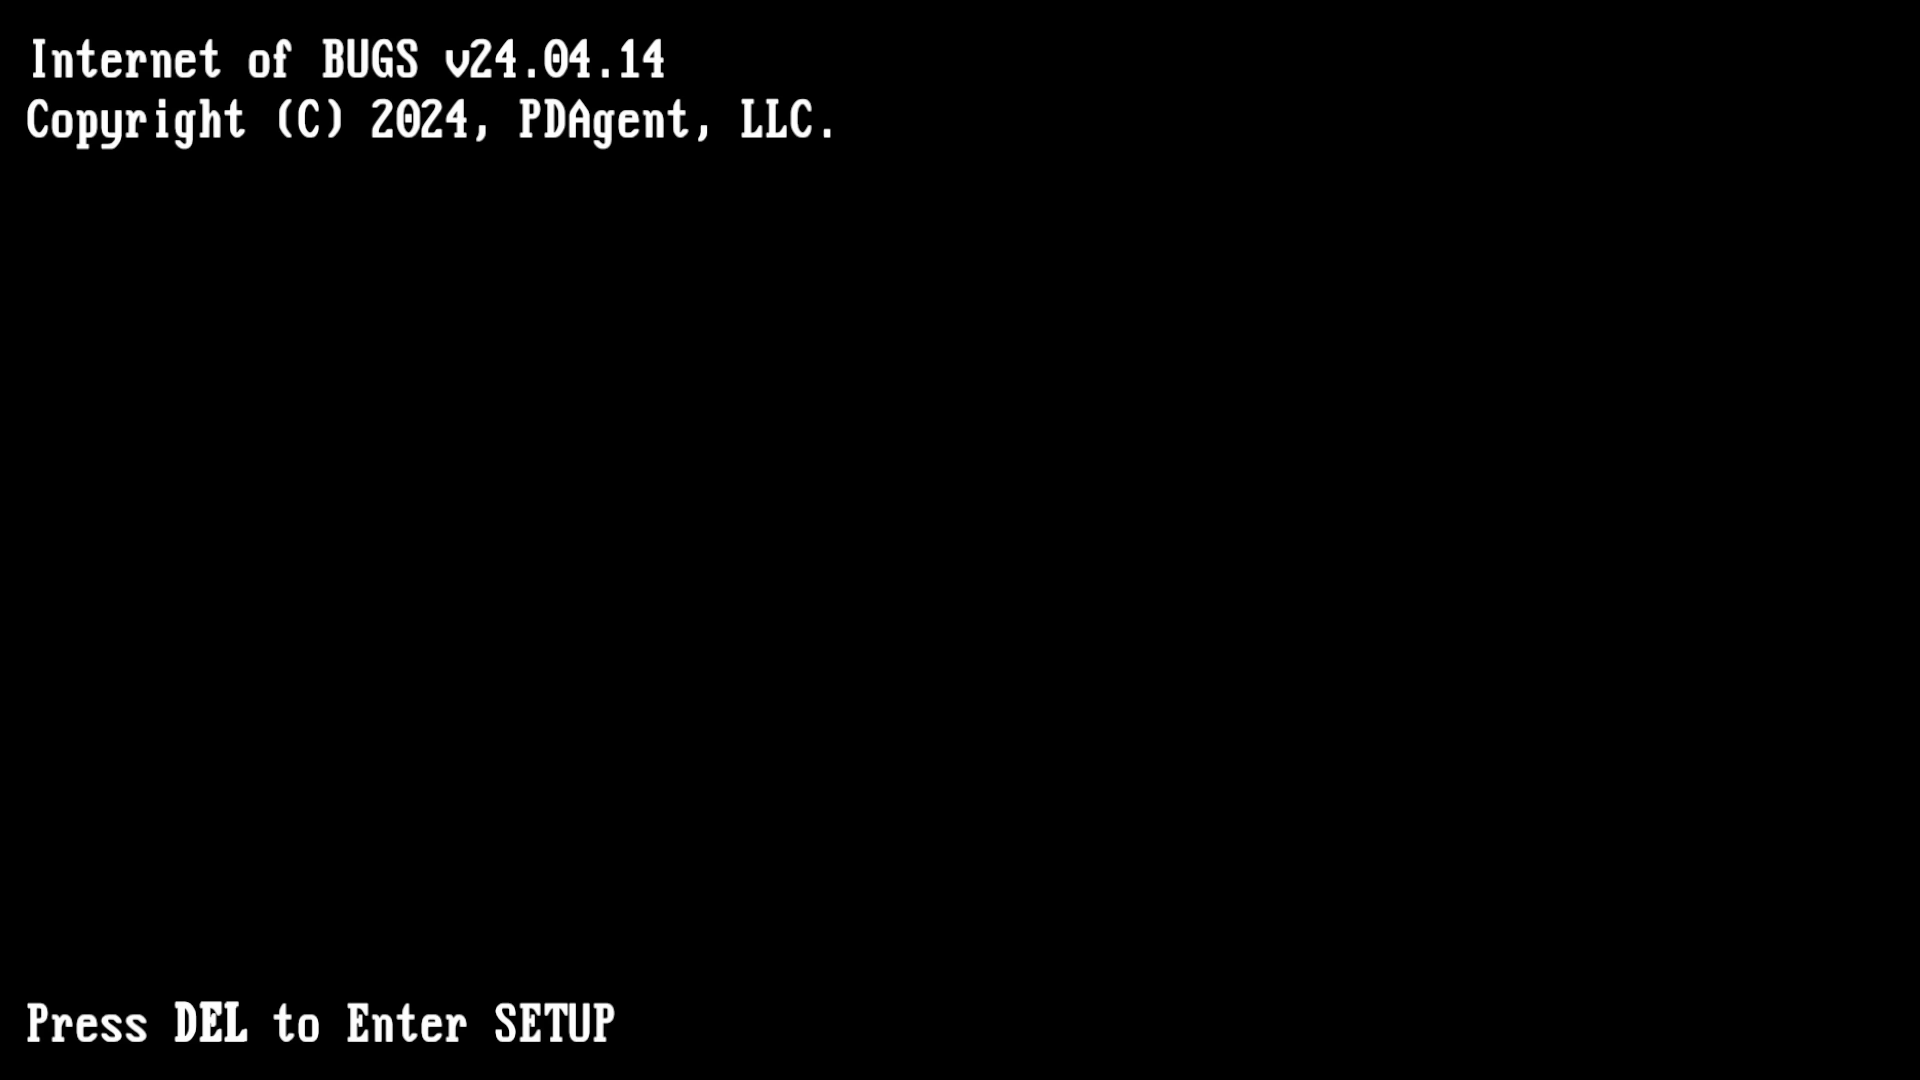 Internet of BUGS v24.04.14
Copyright (C) 2024, PDAgent, LLC.
Press DEL to Enter SETUP